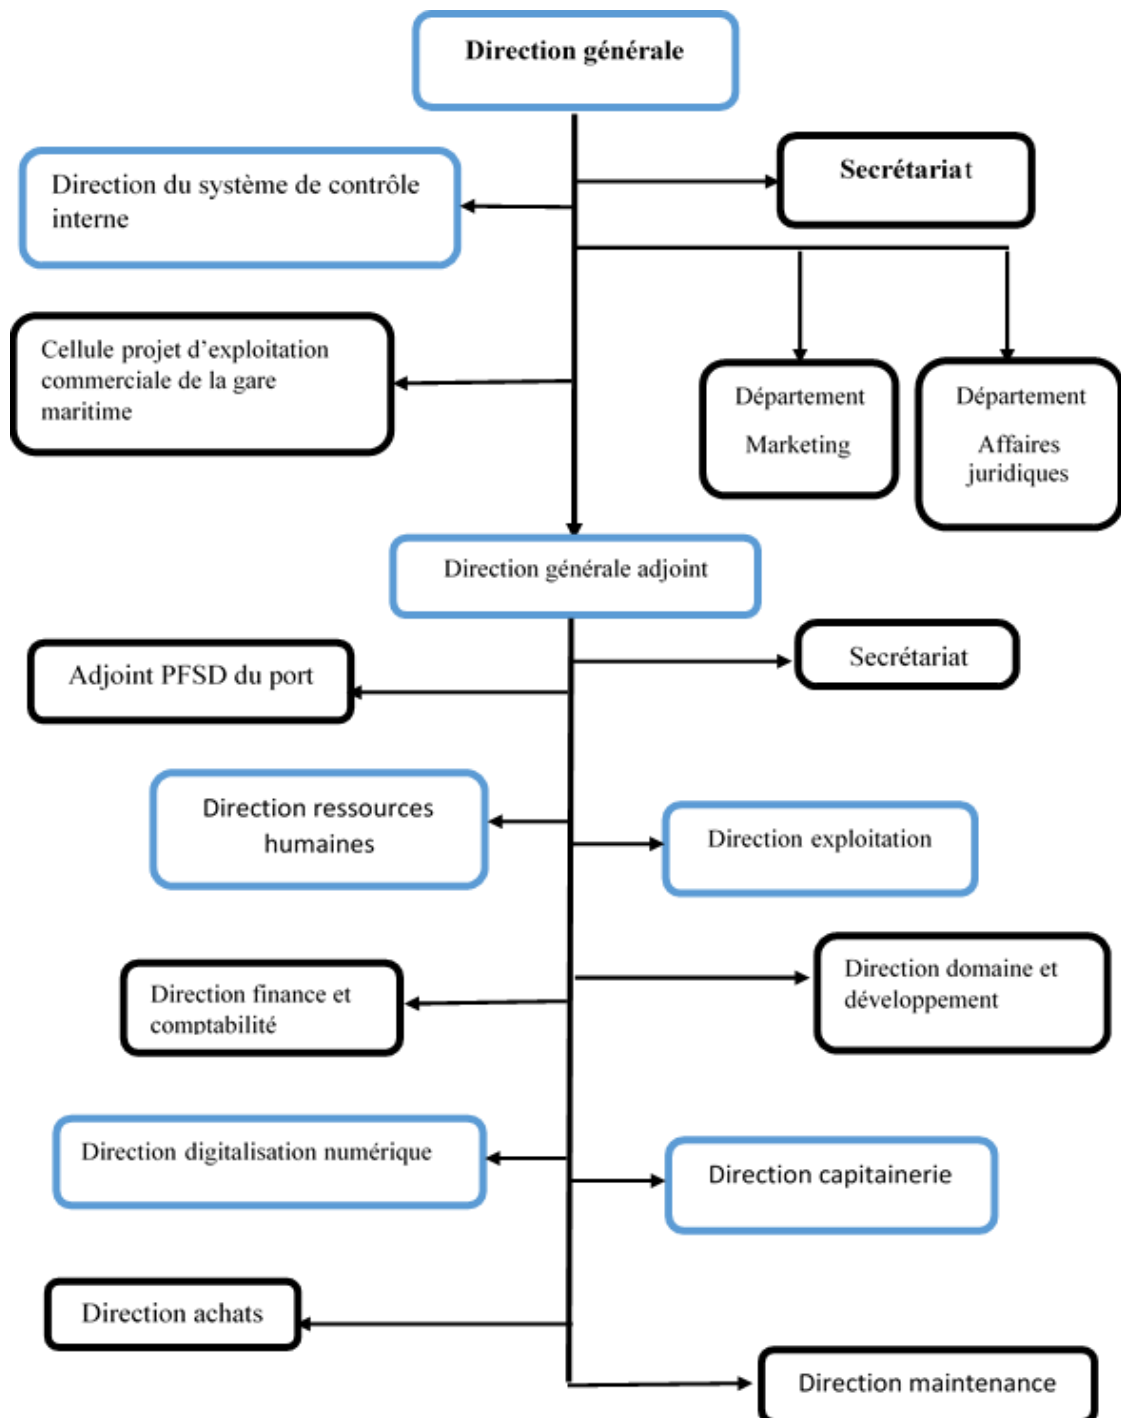 Direction générale
Secrétariat
Direction du système de contrôle
interne
Cellule projet d'exploitation
commerciale de la gare
maritime
Département
Marketing
Département
Affaires
juridiques
Direction générale adjoint
Secrétariat
Adjoint PFSD du port
Direction ressources
humaines
Direction exploitation
Direction finance et
comptabilité
Direction domaine et
développement
Direction digitalisation numérique
Direction capitainerie
Direction achats
Direction maintenance